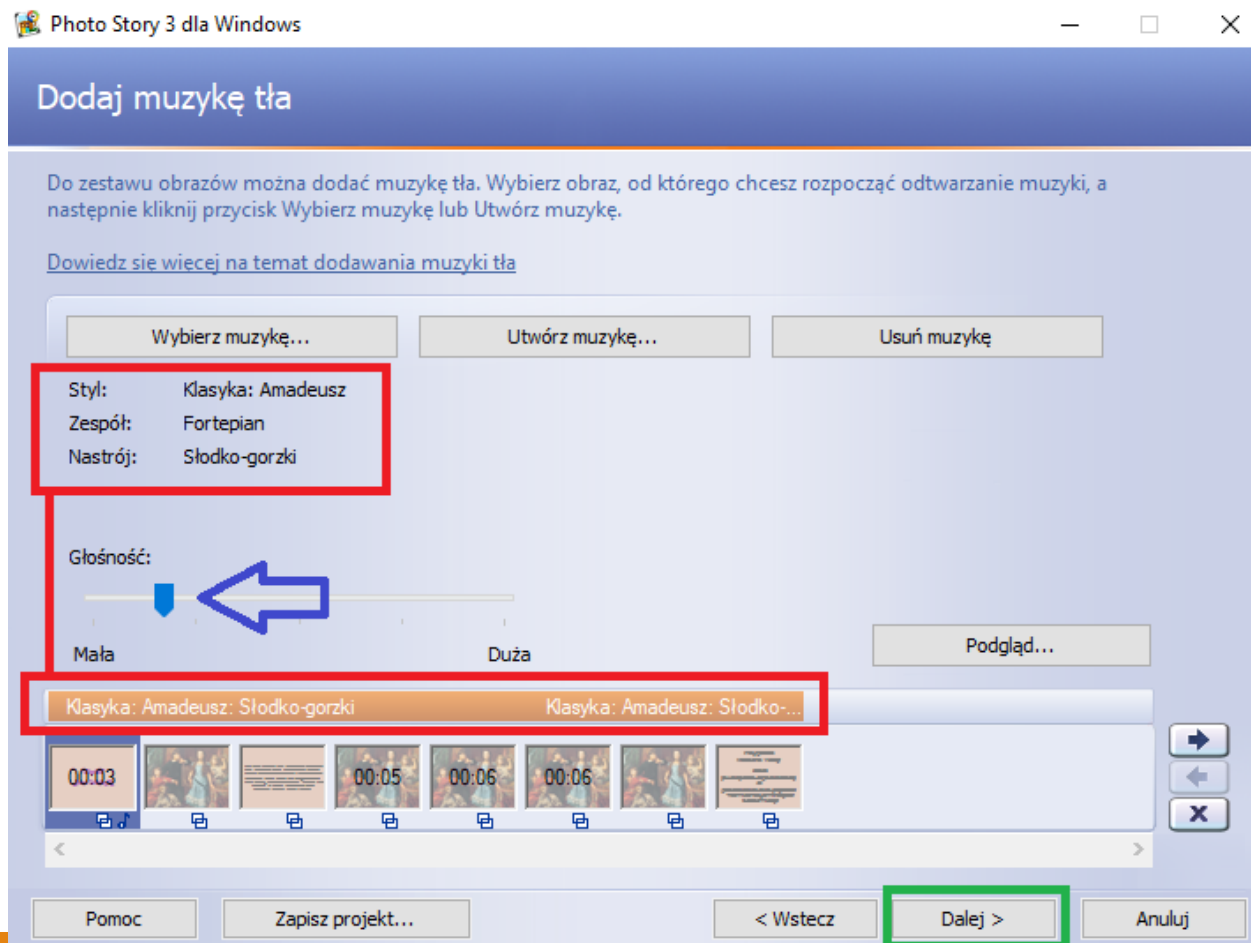 Photo Story 3 dla Windows
Dodaj muzykę tła
Do zestawu obrazów można dodać muzykę tła. Wybierz obraz, od którego chcesz rozpocząć odtwarzanie muzyki, a
następnie kliknij przycisk Wybierz muzykę lub Utwórz muzykę.
Dowiedz się więcej na temat dodawania muzyki tła
Wybierz muzykę... Utwórz muzykę... Usuń muzykę
Styl: Klasyka: Amadeusz
Zespół: Fortepian
Nastrój: Słodko-gorzki
Głośność:
Mała Duża Podgląd...
Klasyka: Amadeusz: Słodko-gorzki Klasyka: Amadeusz: Słodko-...
00:03 00:05 00:06 00:06
Pomoc Zapisz projekt... < Wstecz Dalej > Anuluj